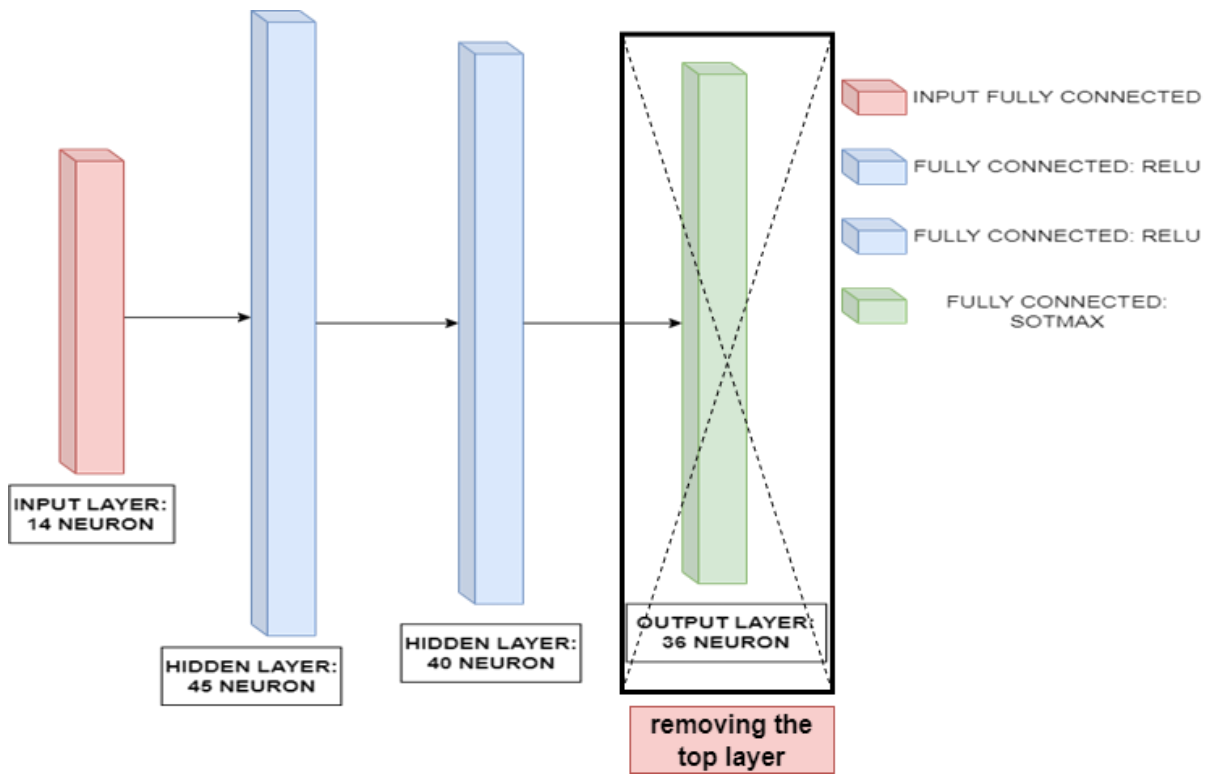 INPUT FULLY CONNECTED
FULLY CONNECTED: RELU
FULLY CONNECTED: RELU
FULLY CONNECTED:
SOTMAX
INPUT LAYER:
14 NEURON
HIDDEN LAYER:
45 NEURON
HIDDEN LAYER:
40 NEURON
OUTPUT LAYER:
36 NEURON
removing the
top layer